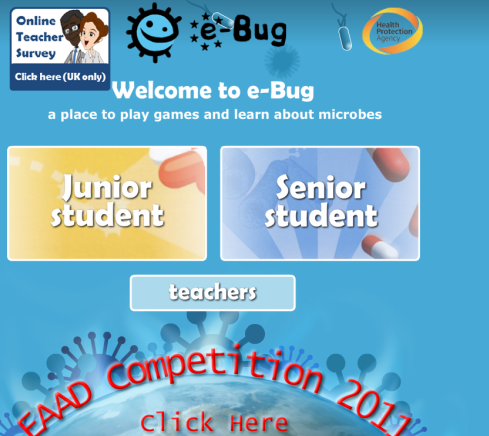 Online
Teacher
Survey
Click here (UK only)
e-Bug
Health
Protection
Agency
Welcome to e-Bug
a place to play games and learn about microbes
Junior
student
Senior
student
teachers
EAAD Competition 2011
Click Here